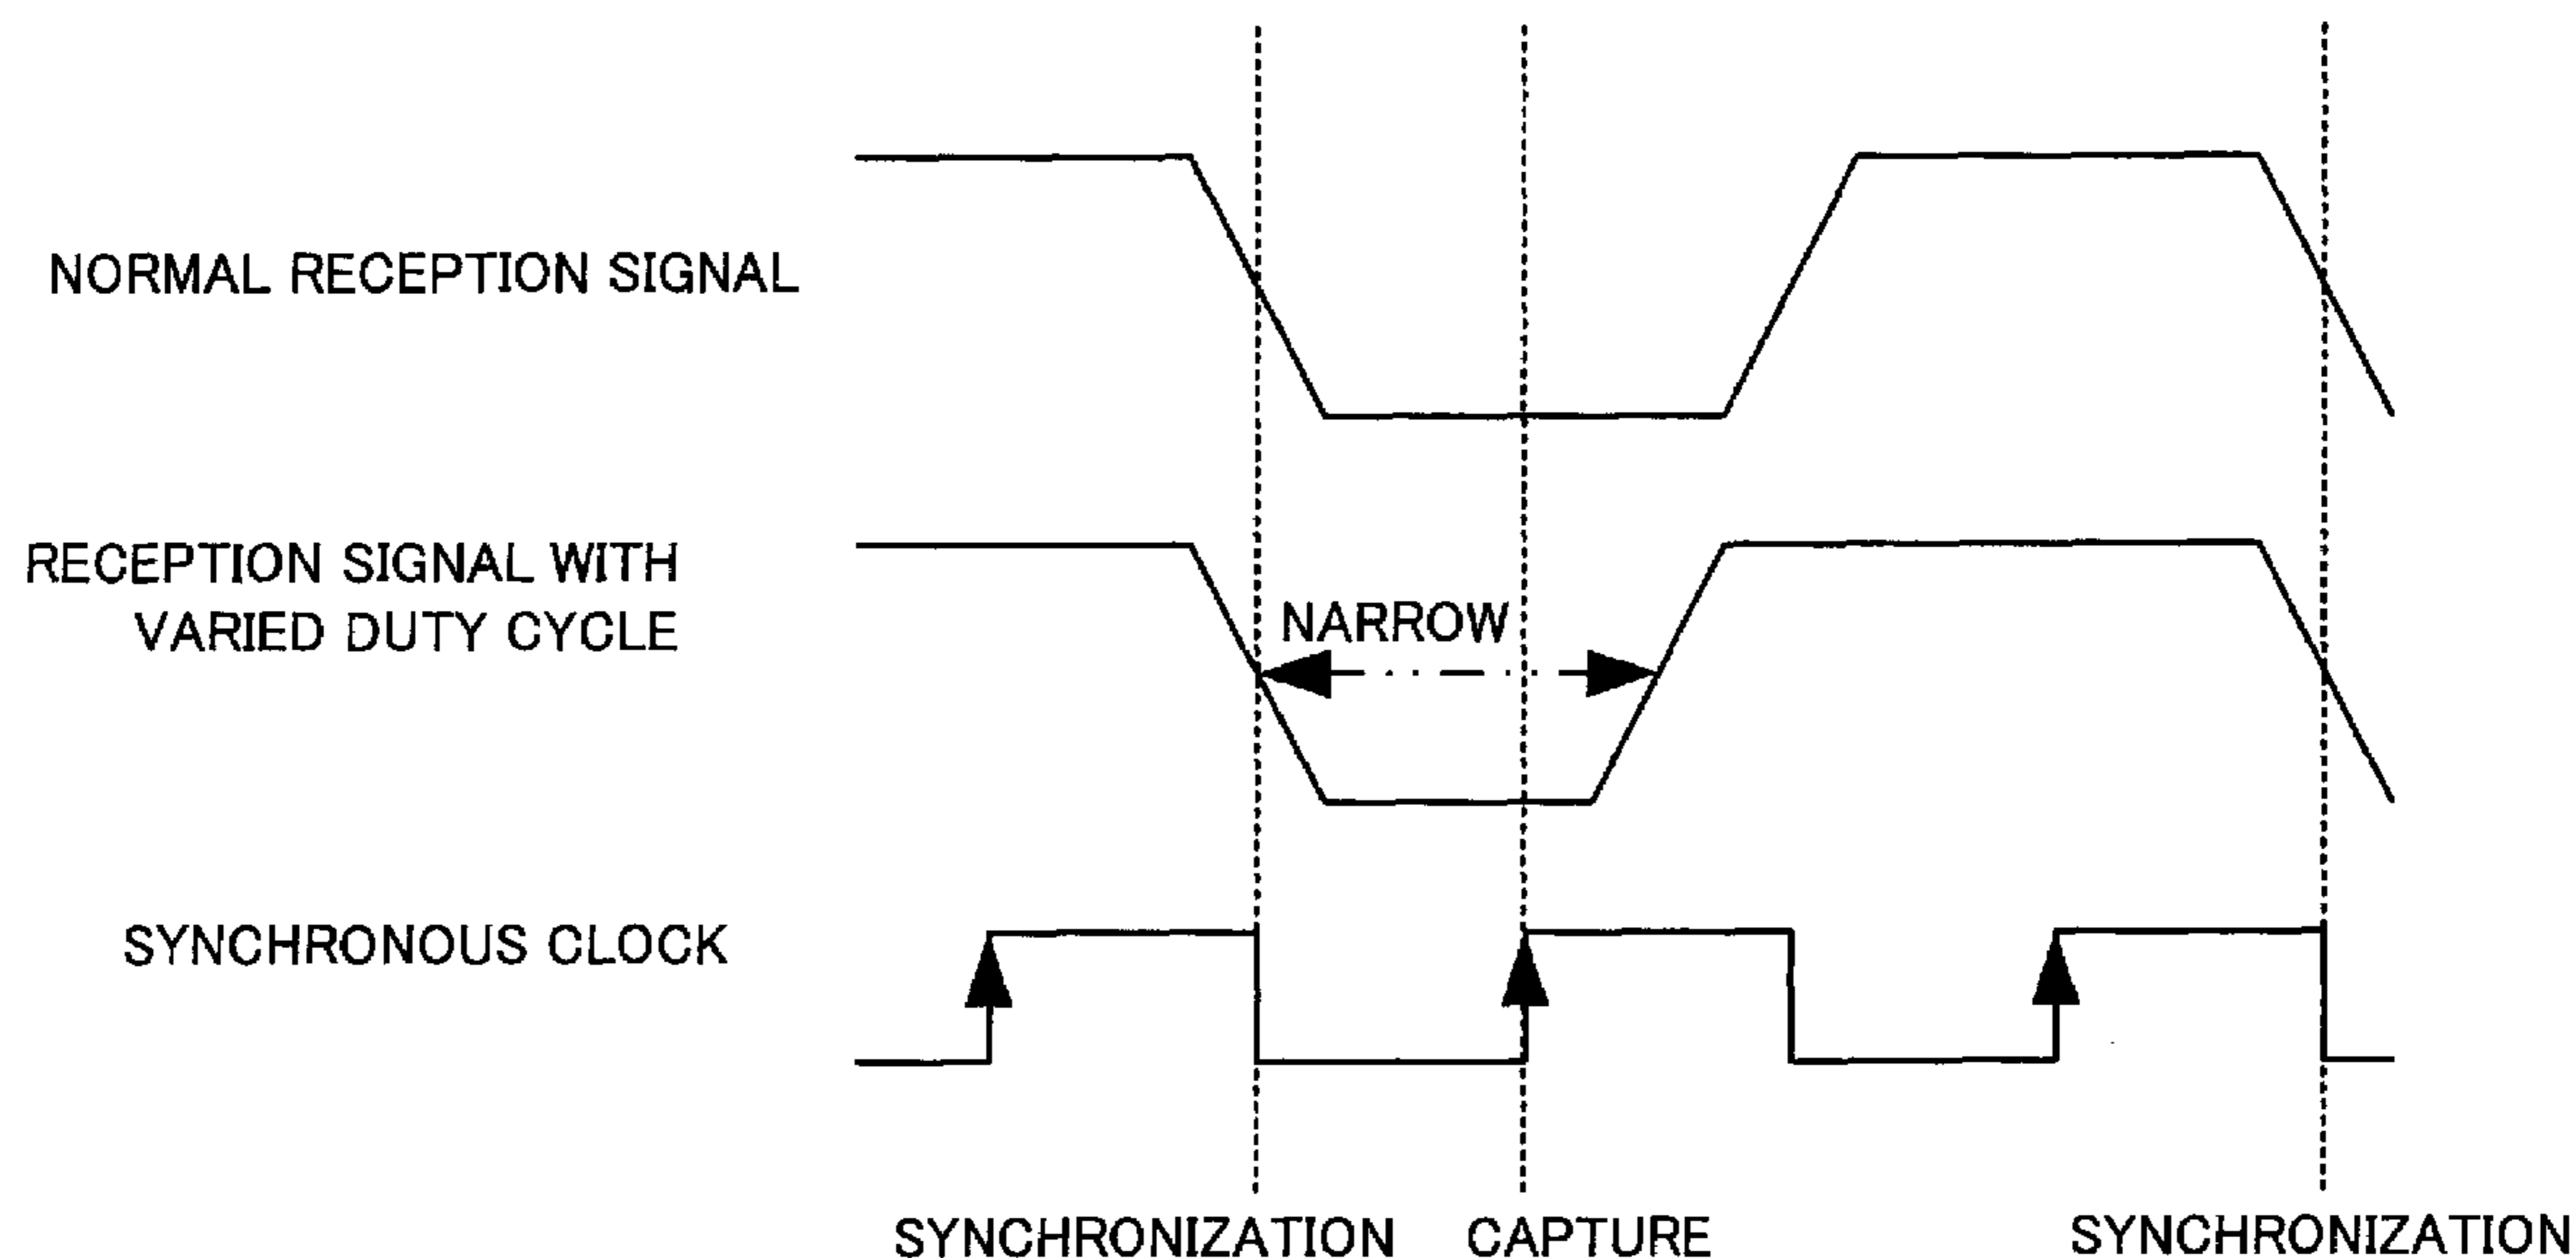 NORMAL RECEPTION SIGNAL
RECEPTION SIGNAL WITH
VARIED DUTY CYCLE
NARROW
SYNCHRONOUS CLOCK
SYNCHRONIZATION
CAPTURE
SYNCHRONIZATION